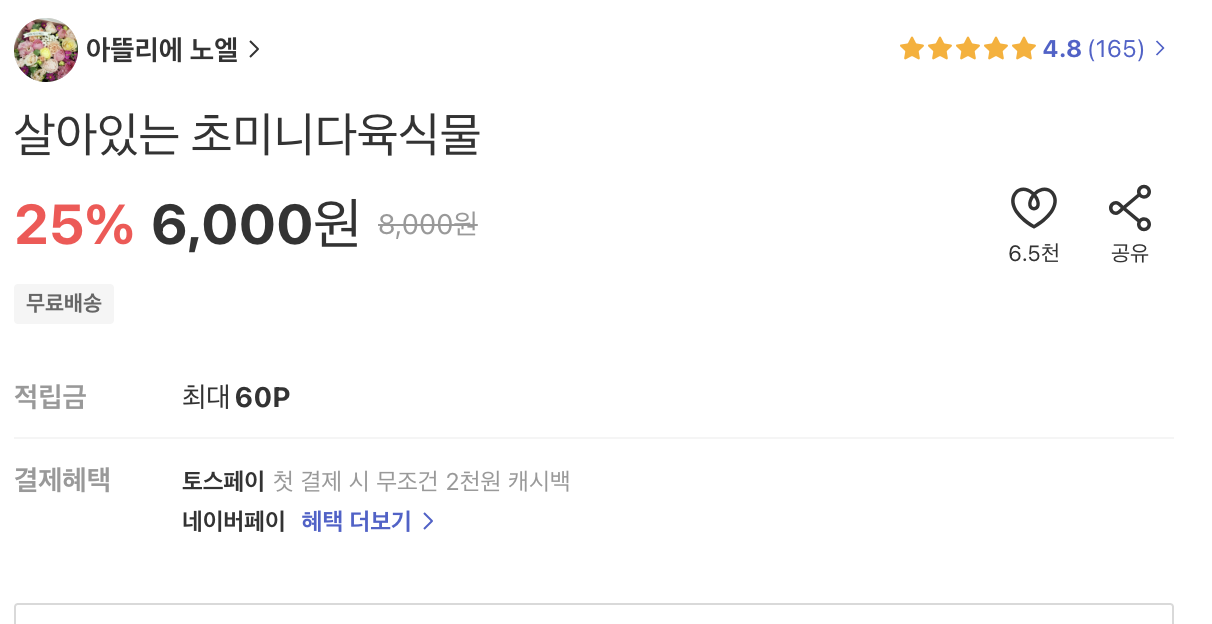 아뜰리에 노엘
4.8 (165)
살아있는 초미니다육식물
25% 6,000원 8,000원
6.5천 공유
무료배송
적립금 최대 60P
결제혜택 토스페이 첫 결제 시 무조건 2천원 캐시백
네이버페이 혜택 더보기